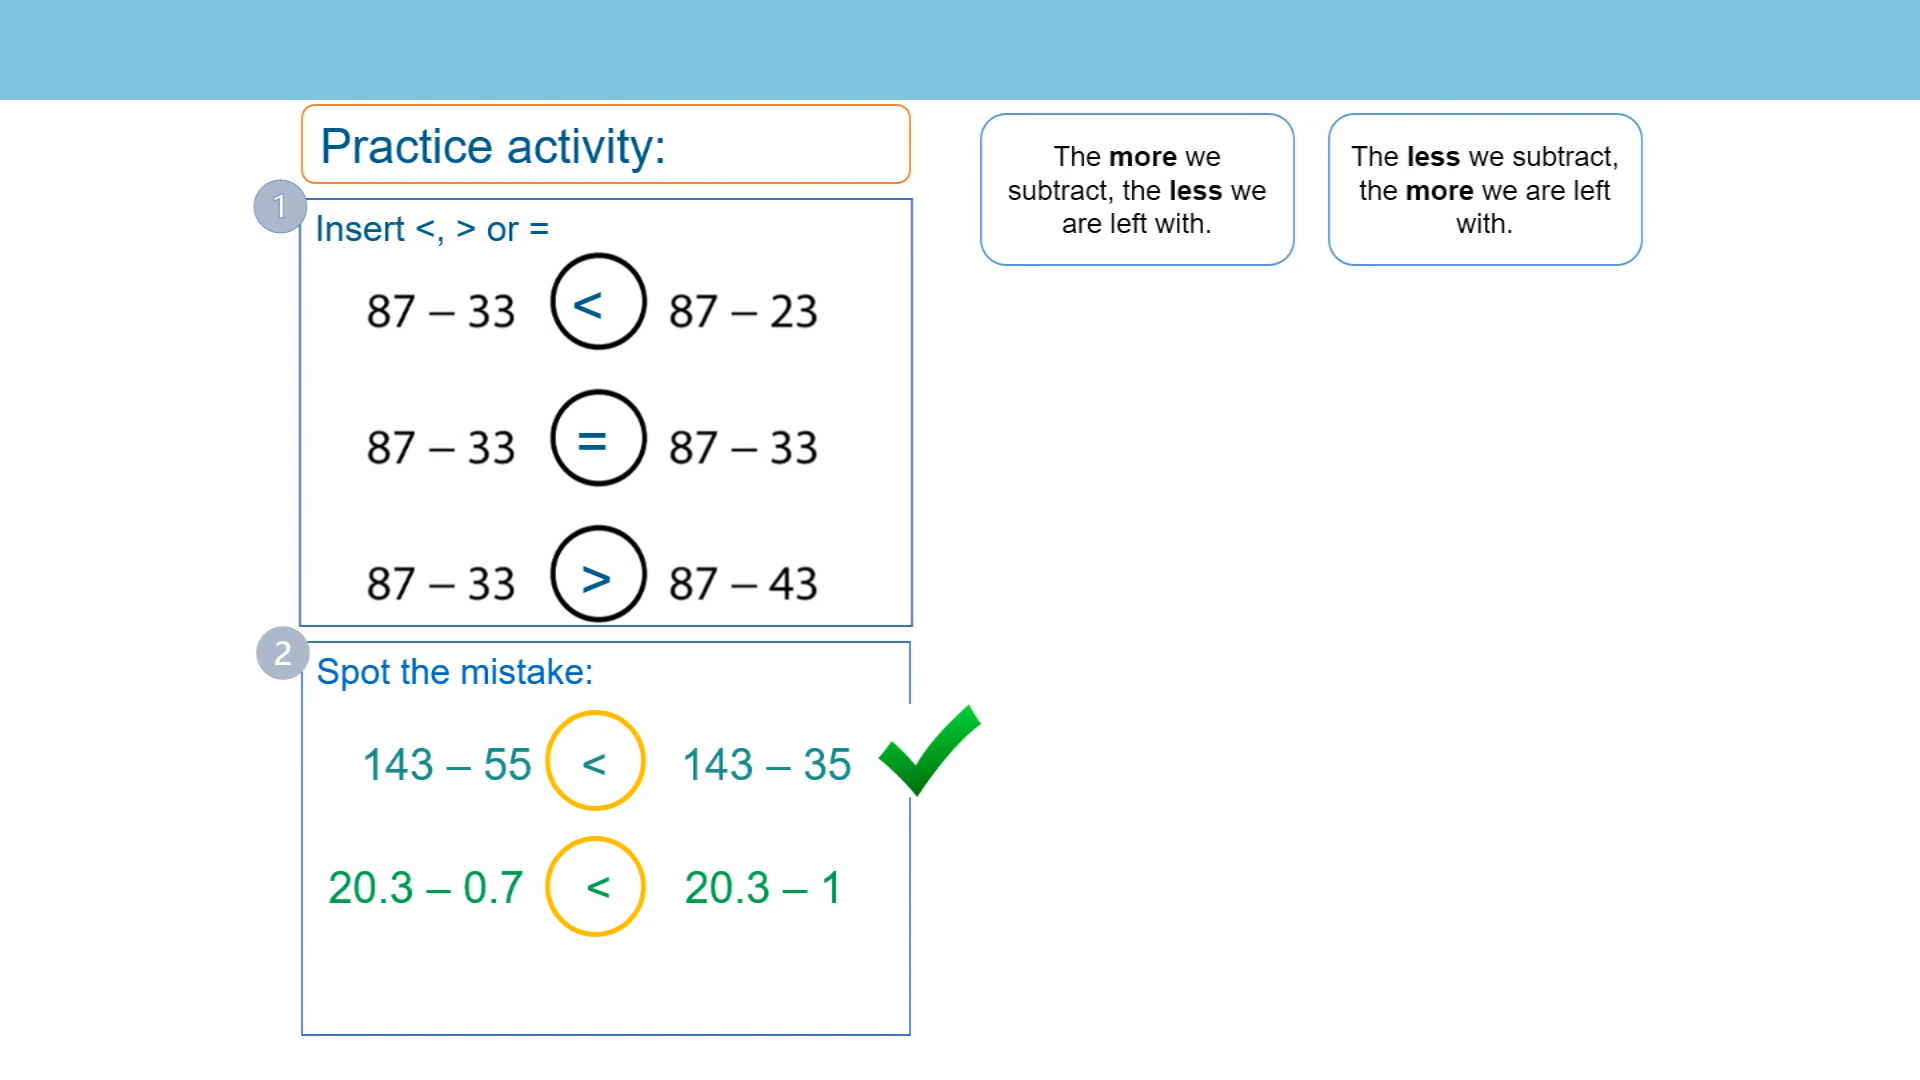 Practice activity:
The more we
subtract, the less we
are left with.
The less we subtract,
the more we are left
with.
1
Insert <, > or =
87 – 33 < 87 – 23
87 – 33 = 87 – 33
87 – 33 > 87 – 43
2
Spot the mistake:
143 – 55 < 143 – 35
20.3 – 0.7 < 20.3 – 1